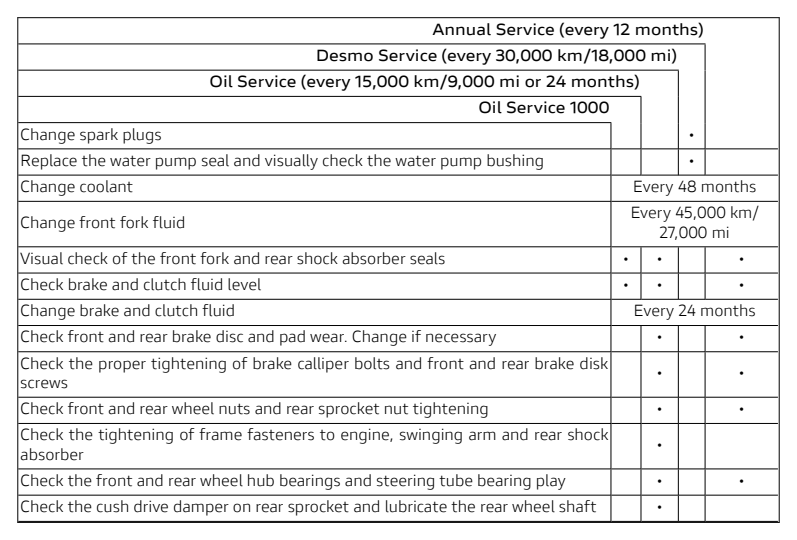 Annual Service (every 12 months)
Desmo Service (every 30,000 km/18,000 mi)
Oil Service (every 15,000 km/9,000 mi or 24 months)
Oil Service 1000
Change spark plugs •
Replace the water pump seal and visually check the water pump bushing •
Change coolant Every 48 months
Change front fork fluid Every 45,000 km/
27,000 mi
Visual check of the front fork and rear shock absorber seals • • •
Check brake and clutch fluid level • • •
Change brake and clutch fluid Every 24 months
Check front and rear brake disc and pad wear. Change if necessary • •
Check the proper tightening of brake calliper bolts and front and rear brake disk
screws • •
Check front and rear wheel nuts and rear sprocket nut tightening • •
Check the tightening of frame fasteners to engine, swinging arm and rear shock
absorber •
Check the front and rear wheel hub bearings and steering tube bearing play • •
Check the cush drive damper on rear sprocket and lubricate the rear wheel shaft •